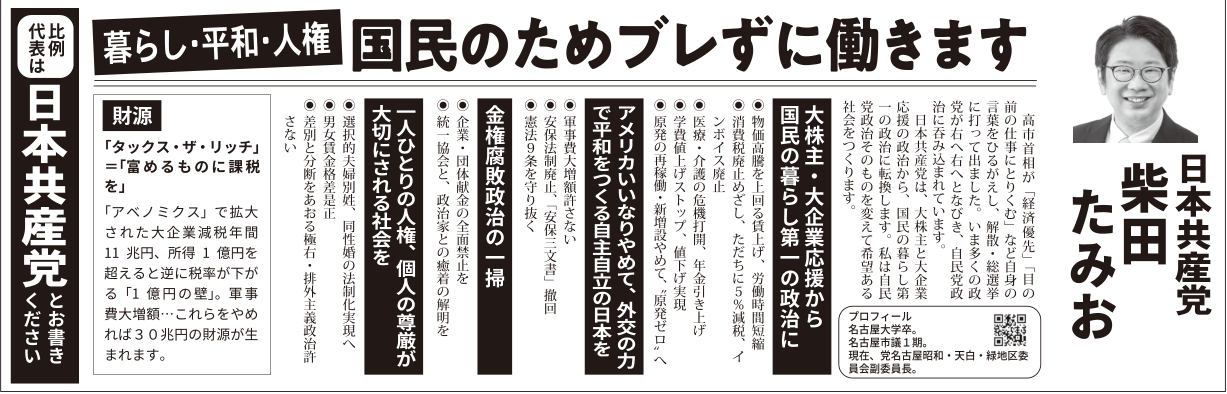 日本共産党
柴田
たみお
暮らし・平和・人権
国民のためブレずに働きます
高市首相が「経済優先」「目の
前の仕事にとりくむ」など自身の
言葉をひるがえし、解散・総選挙
に打って出ました。いま多くの政
党が右へ右へとなびき、自民党政
治に吞み込まれています。
日本共産党は、大株主と大企業
応援の政治から、国民の暮らし第
一の政治に転換します。私は自民
党政治そのものを変えて希望ある
社会をつくります。
プロフィール
名古屋大学卒。
名古屋市議１期。
現在、党名古屋昭和・天白・緑地区委
員会副委員長。
大株主・大企業応援から
国民の暮らし第一の政治に
◉物価高騰を上回る賃上げ、労働時間短縮
◉消費税廃止めざし、ただちに５％減税、イ
ンボイス廃止
◉医療・介護の危機打開、年金引き上げ
◉学費値上げストップ、値下げ実現
◉原発の再稼働・新増設やめて、〝原発ゼロ〟へ
アメリカいいなりやめて、外交の力
で平和をつくる自主自立の日本を
◉軍事費大増額許さない
◉安保法制廃止、「安保三文書」撤回
◉憲法９条を守り抜く
金権腐敗政治の一掃
◉企業・団体献金の全面禁止を
◉統一協会と、政治家との癒着の解明を
一人ひとりの人権、個人の尊厳が
大切にされる社会を
◉選択的夫婦別姓、同性婚の法制化実現へ
◉男女賃金格差是正
◉差別と分断をあおる極右・排外主義政治許
さない
財源
「タックス・ザ・リッチ」
＝「富めるものに課税
を」
「アベノミクス」で拡大
された大企業減税年間
11 兆円、所得 1 億円を
超えると逆に税率が下が
る「1 億円の壁」。軍事
費大増額…これらをやめ
れば３０兆円の財源が生
まれます。
比例
代表は
日本共産党
とお書き
ください